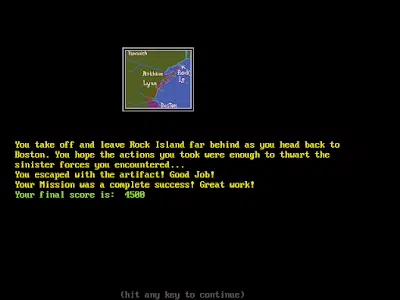 Lynn
Rock
Boston
You take off and leave Rock Island far behind as you head back to
Boston. You hope the actions you took were enough to thwart the
sinister forces you encountered...
You escaped with the artifact! Good Job!
Your Mission was a complete success! Great work!
Your final score is: 4500
(hit any key to continue)